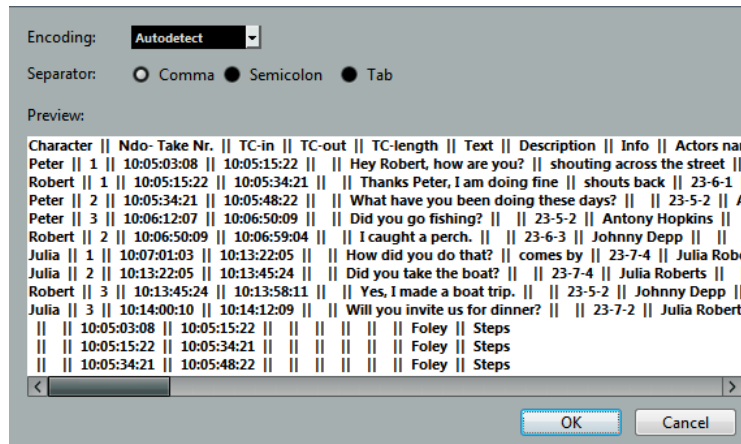 Encoding: Autodetect
Separator: Comma Semicolon Tab
Preview:
Character || Ndo- Take Nr. || TC-in || TC-out || TC-length || Text || Description || Info || Actors nar
Peter || 1 || 10:05:03:08 || 10:05:15:22 || || Hey Robert, how are you? || shouting across the street ||
Robert || 1 || 10:05:15:22 || 10:05:34:21 || || Thanks Peter, I am doing fine || shouts back || 23-6-1
Peter || 2 || 10:05:34:21 || 10:05:48:22 || || What have you been doing these days? || || 23-5-2 ||
Peter || 3 || 10:06:12:07 || 10:06:50:09 || || Did you go fishing? || || 23-5-2 || Antony Hopkins ||
Robert || 2 || 10:06:50:09 || 10:06:59:04 || || I caught a perch. || || 23-6-3 || Johnny Depp || ||
Julia || 1 || 10:07:01:03 || 10:13:22:05 || || How did you do that? || comes by || 23-7-4 || Julia Rob
Julia || 2 || 10:13:22:05 || 10:13:45:24 || || Did you take the boat? || || 23-7-4 || Julia Roberts ||
Robert || 3 || 10:13:45:24 || 10:13:58:11 || || Yes, I made a boat trip. || || 23-5-2 || Johnny Depp ||
Julia || 3 || 10:14:00:10 || 10:14:12:09 || || Will you invite us for dinner? || || 23-7-2 || Julia Robert
|| || 10:05:03:08 || 10:05:15:22 || || || || || || Foley || Steps
|| || 10:05:15:22 || 10:05:34:21 || || || || || || Foley || Steps
|| || 10:05:34:21 || 10:05:48:22 || || || || || || Foley || Steps
OK Cancel